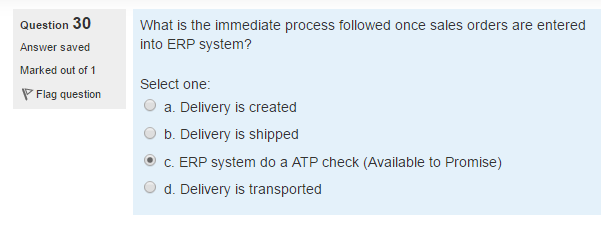 Question 30
Answer saved
Marked out of 1
Flag question
What is the immediate process followed once sales orders are entered
into ERP system?
Select one:
a. Delivery is created
b. Delivery is shipped
c. ERP system do a ATP check (Available to Promise)
d. Delivery is transported